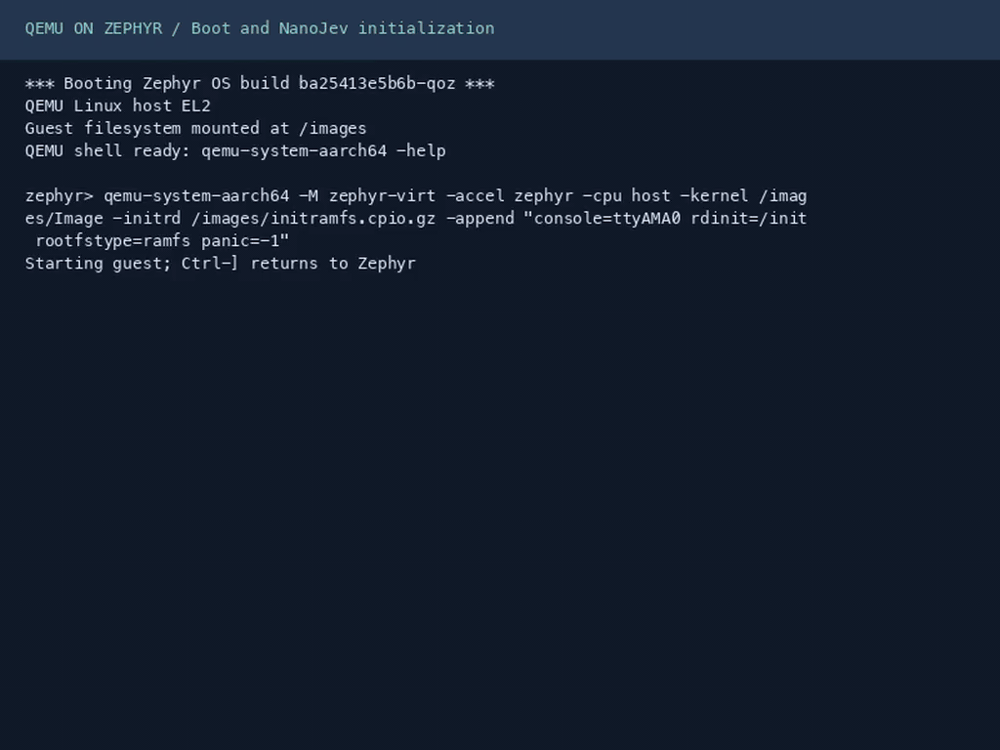 QEMU ON ZEPHYR / Boot and NanoJev initialization
*** Booting Zephyr OS build ba25413e5b6b-qoz ***
QEMU Linux host EL2
Guest filesystem mounted at /images
QEMU shell ready: qemu-system-aarch64 -help
zephyr> qemu-system-aarch64 -M zephyr-virt -accel zephyr -cpu host -kernel /imag
es/Image -initrd /images/initramfs.cpio.gz -append "console=ttyAMA0 rdinit=/init
 rootfstype=ramfs panic=-1"
Starting guest; Ctrl-] returns to Zephyr